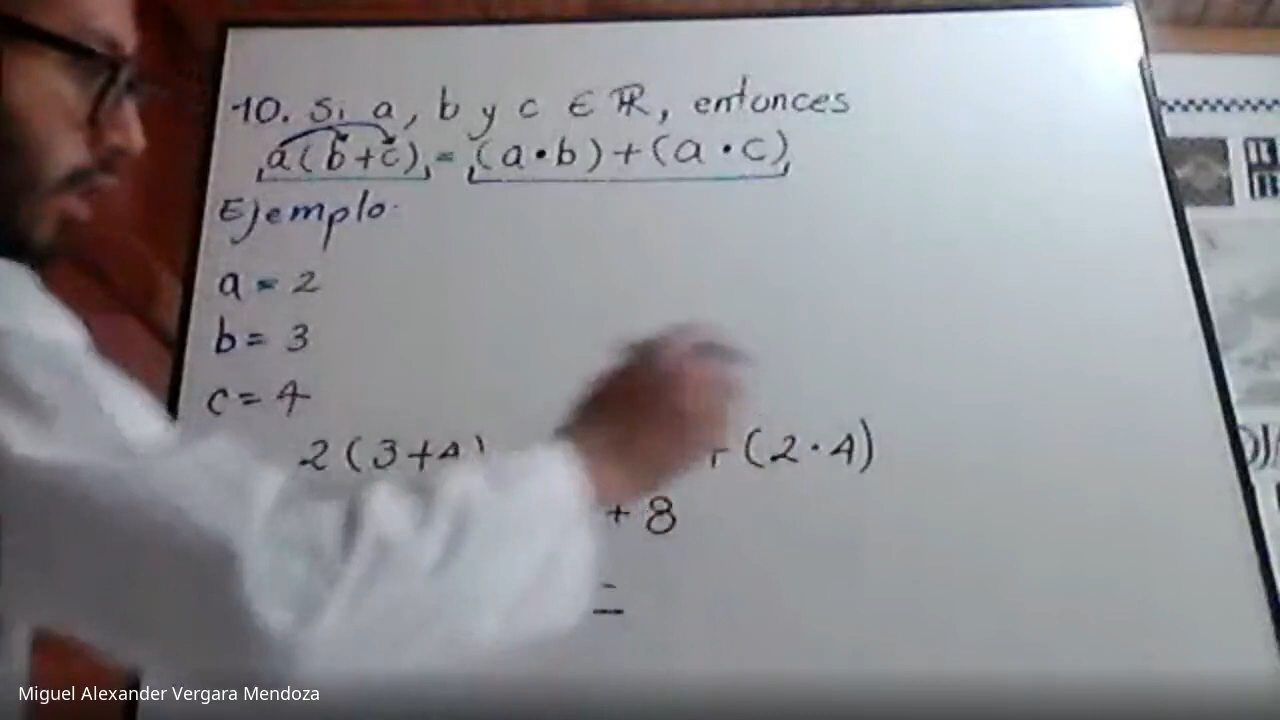 10. Si a, b y c ∈ ℝ, entonces
a(b+c) = (a•b)+(a•c)
Ejemplo.
a = 2
b = 3
c = 4
2(3+4) (2·4)
+ 8
=
Miguel Alexander Vergara Mendoza